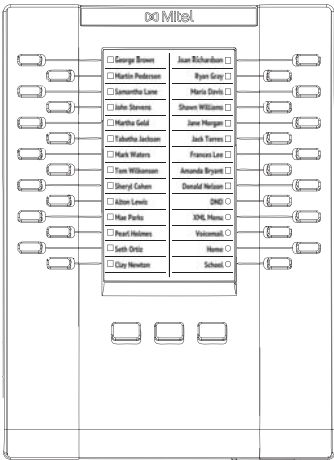 Mitel
George Brown
Martin Pederson
Samantha Lane
John Stevens
Martha Gold
Tabatha Jackson
Mark Waters
Tom Wilkenson
Sheryl Cohen
Alton Lewis
Mae Parks
Pearl Holmes
Seth Ortiz
Clay Newton
Joan Richardson
Ryan Gray
Maria Davis
Shawn Williams
Jane Morgan
Jack Torres
Frances Lee
Amanda Bryant
Donald Nelson
DND
XML Menu
Voicemail
Home
School